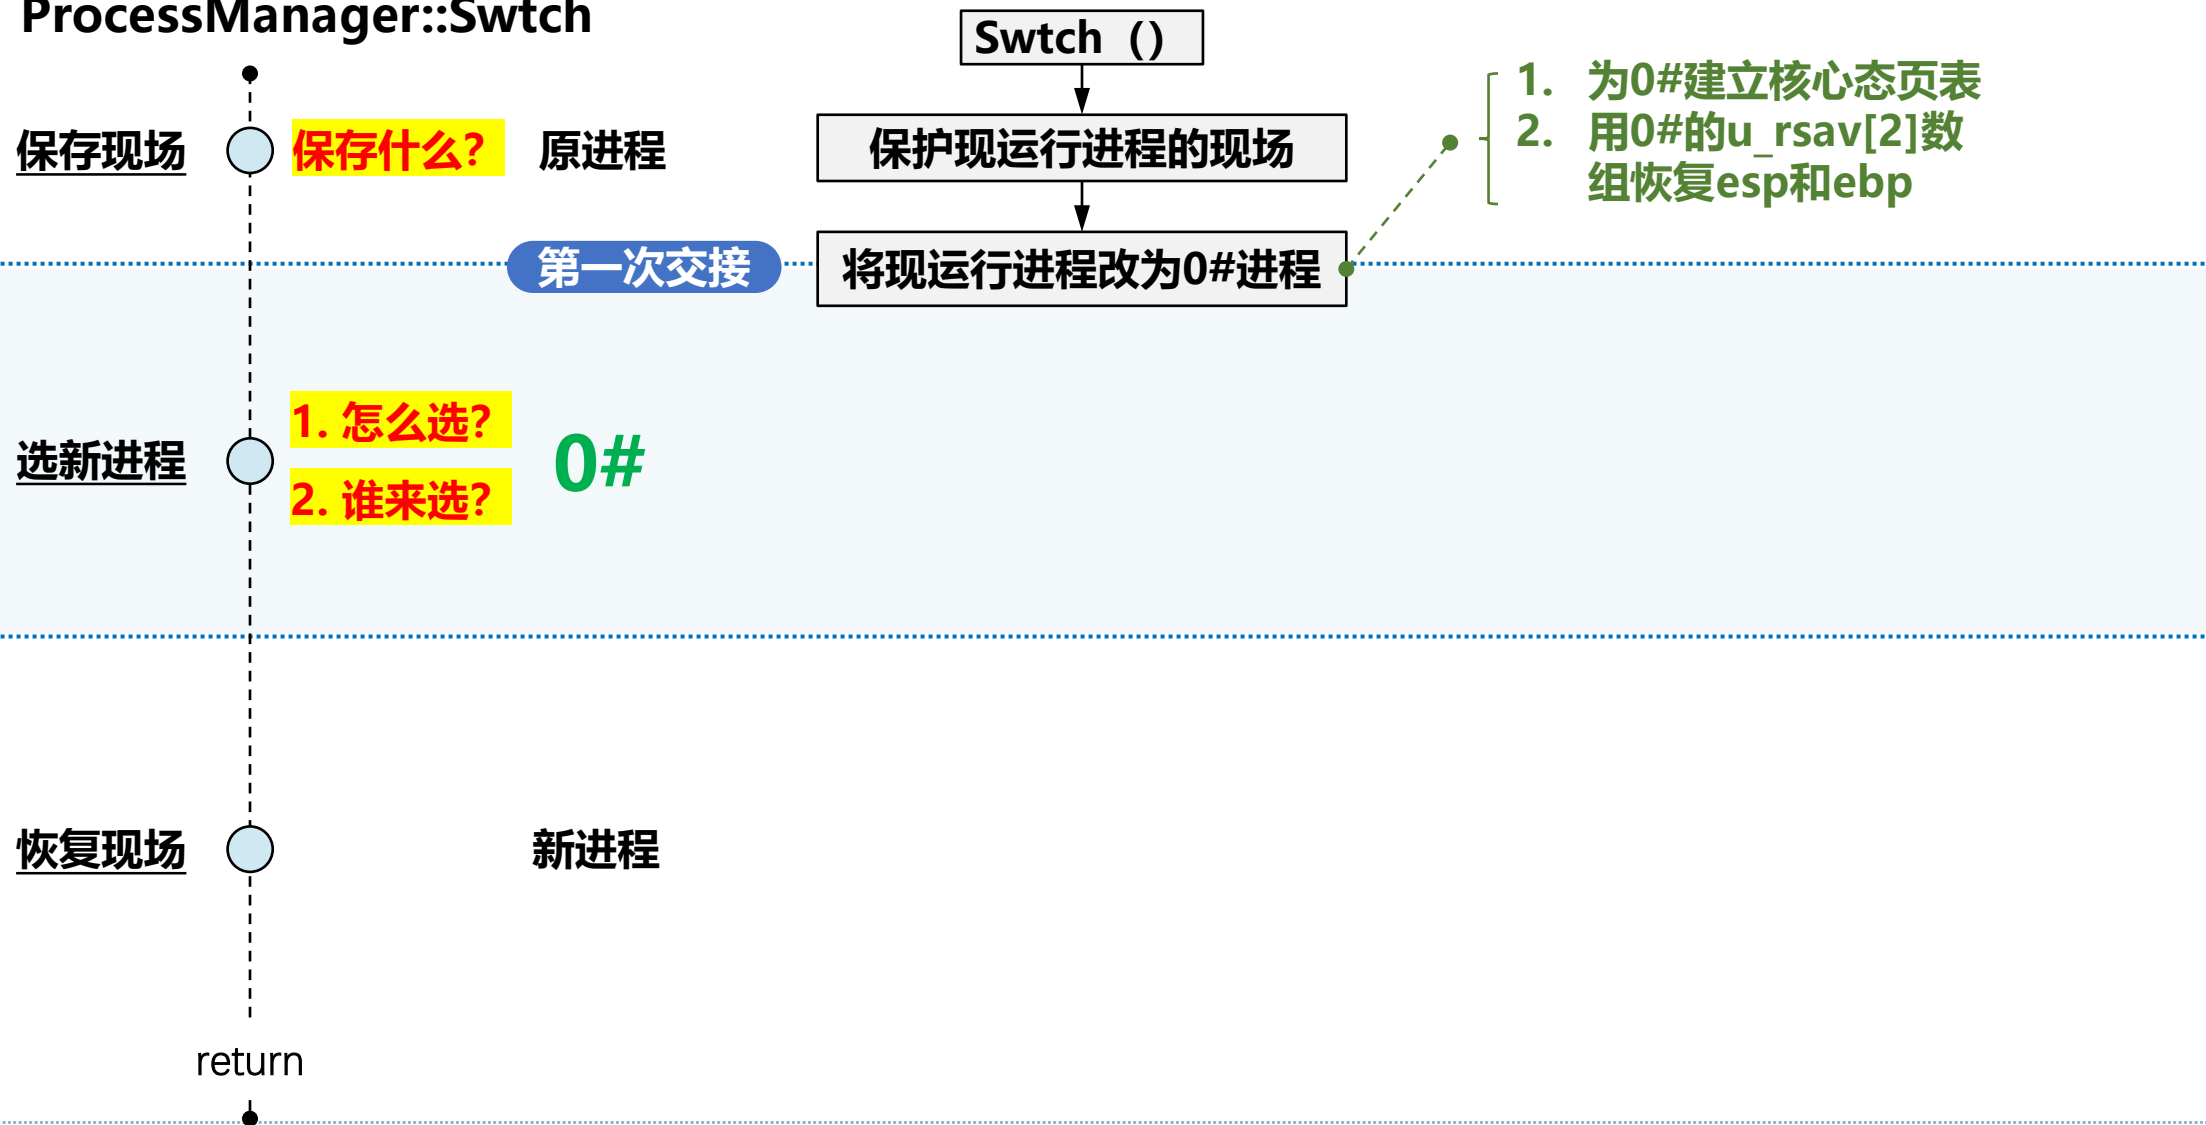 ProcessManager::Swtch
Swtch（）
1. 为0#建立核心态页表
2. 用0#的u_rsav[2]数
组恢复esp和ebp
保存现场
保存什么？
原进程
保护现运行进程的现场
第一次交接
将现运行进程改为0#进程
1. 怎么选？
选新进程
0#
2. 谁来选？
恢复现场
新进程
return